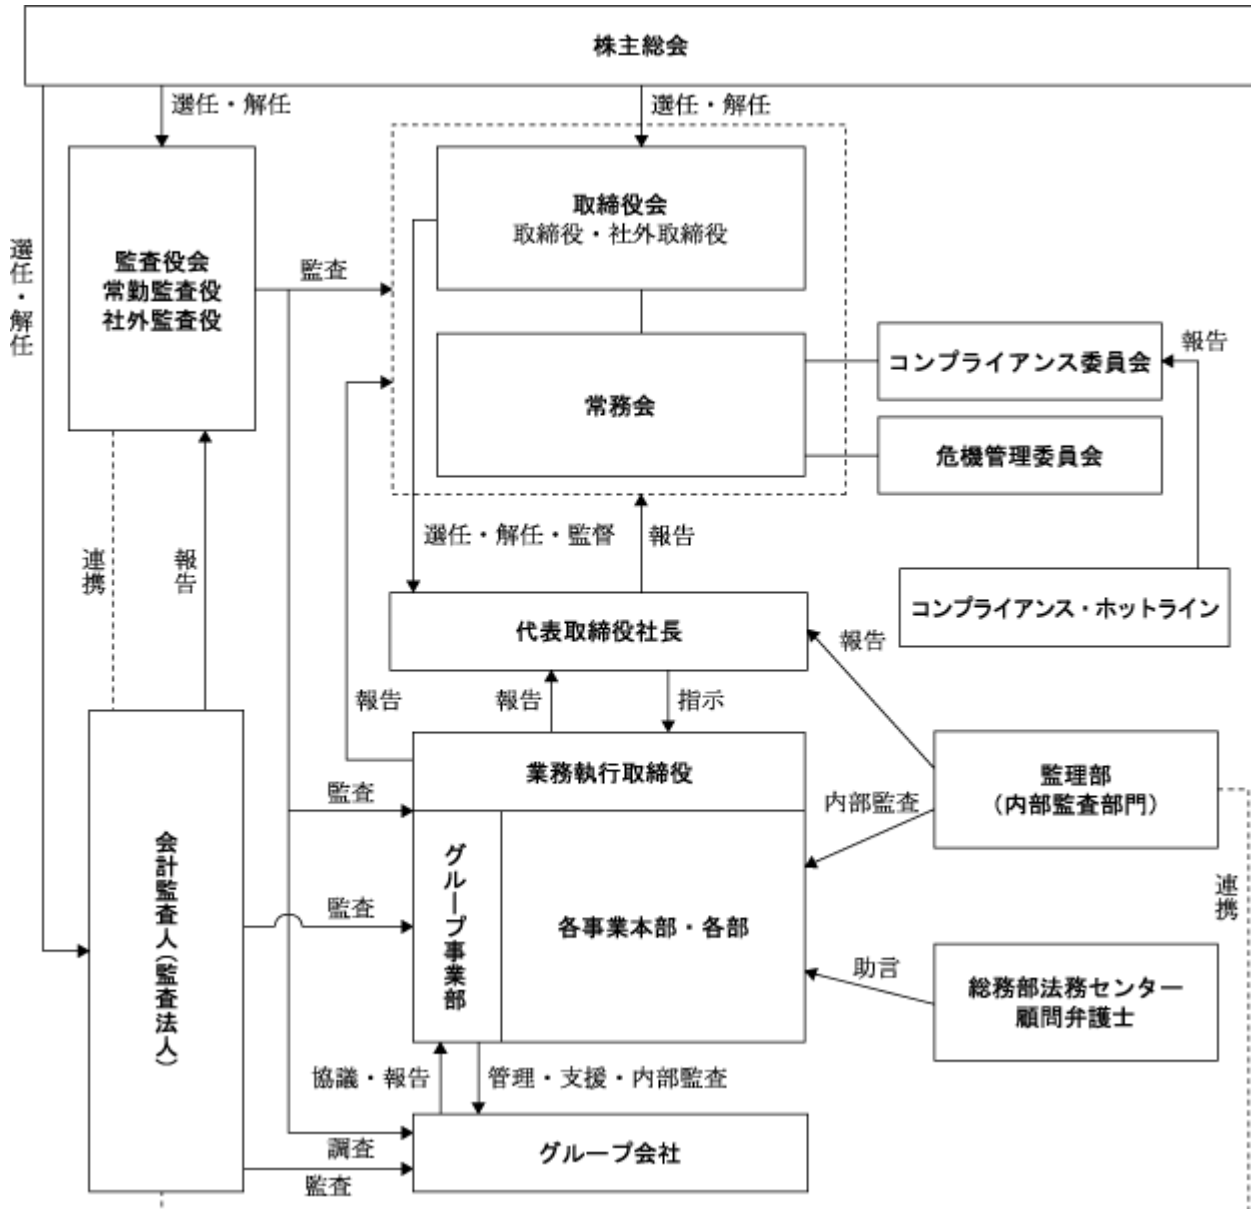 株主総会
選任・解任
選任・解任
選任・解任
監査役会
常勤監査役
社外監査役
監査
取締役会
取締役・社外取締役
常務会
コンプライアンス委員会
報告
危機管理委員会
連携
報告
選任・解任・監督
報告
コンプライアンス・ホットライン
代表取締役社長
報告
報告
報告
指示
業務執行取締役
監理部
（内部監査部門）
監査
内部監査
会計監査人（監査法人）
グループ事業部
各事業本部・各部
監査
連携
助言
総務部法務センター
顧問弁護士
協議・報告
管理・支援・内部監査
調査
グループ会社
監査